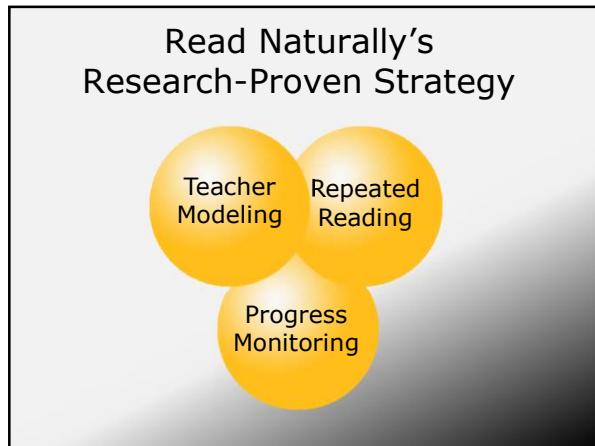 Read Naturally’s
Research-Proven Strategy
Teacher
Modeling
Repeated
Reading
Progress
Monitoring